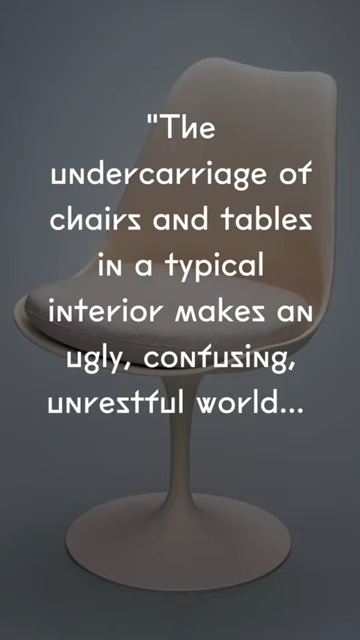 "The
undercarriage of
chairs and tables
in a typical
interior makes an
ugly, confusing,
unrestful world...